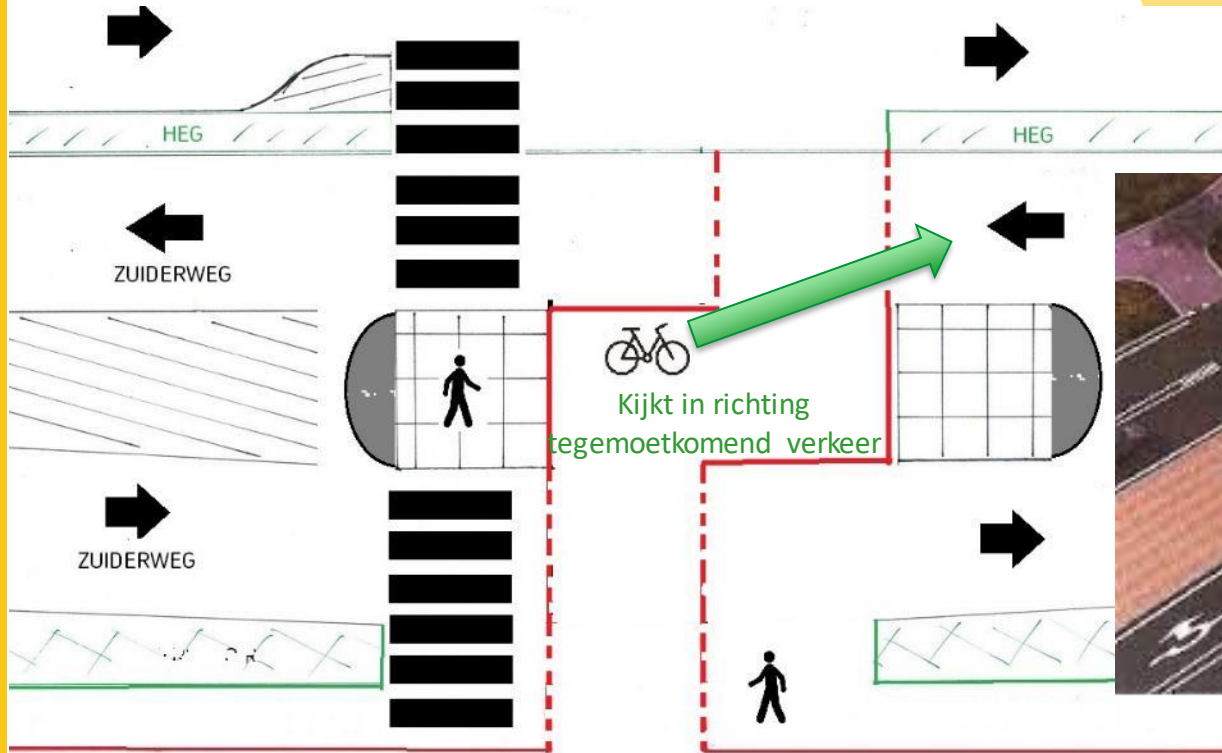 HEG
HEG
ZUIDERWEG
Kijkt in richting
tegemoetkomend verkeer
ZUIDERWEG